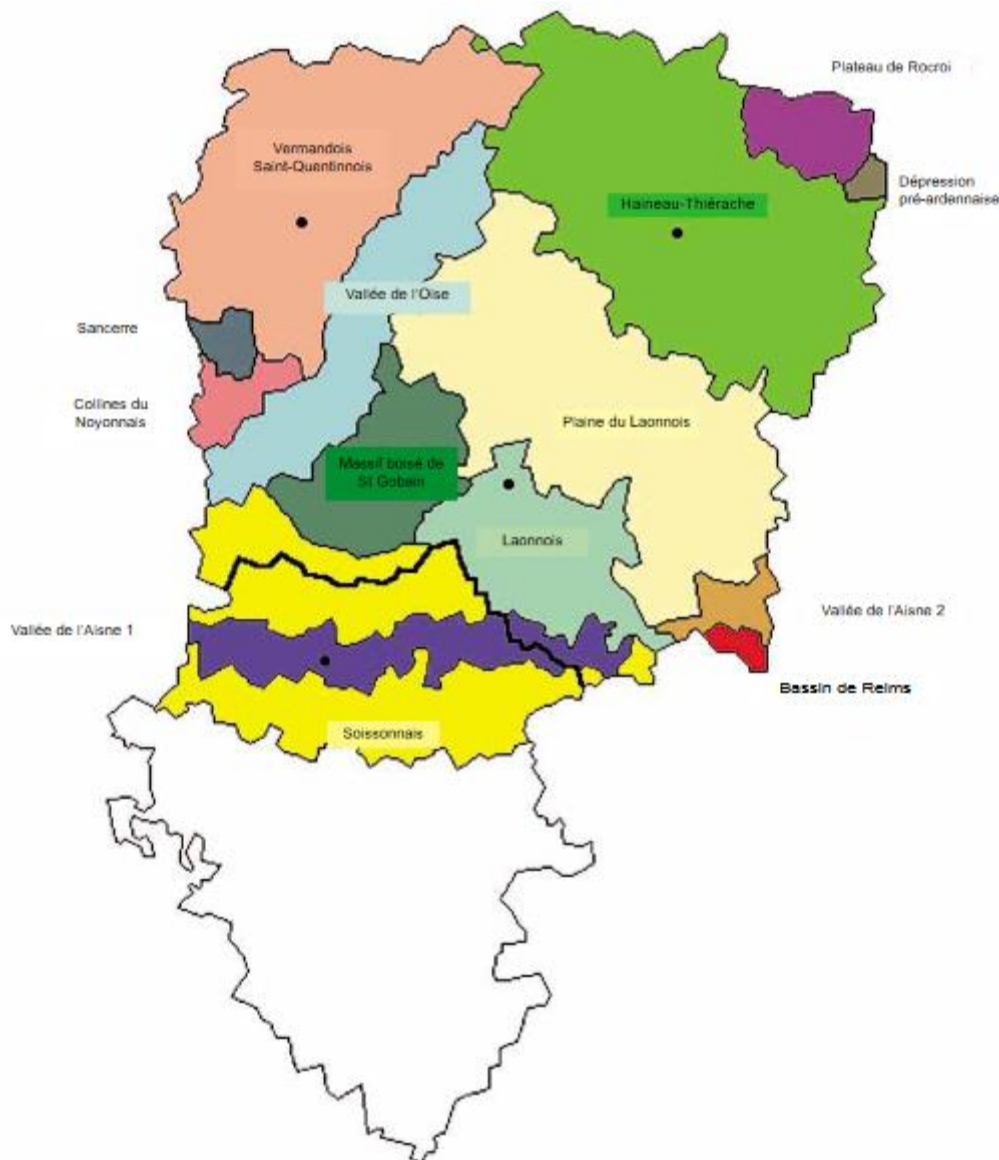 Plateau de Rocroi
Vermandois
Saint-Quentinnois
Dépression
pré-ardennaise
Haineau-Thiérache
Vallée de l'Oise
Sancerre
Collines du
Noyonnais
Plaine du Laonnois
Massif boisé de
St Gobain
Laonnois
Vallée de l'Aisne 2
Vallée de l'Aisne 1
Bassin de Reims
Soissonnais